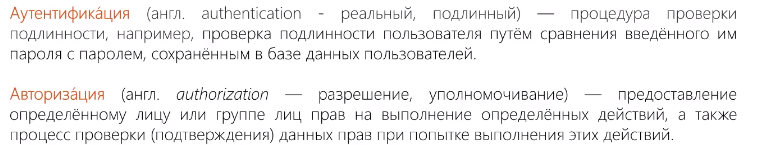 Аутентифика́ция (англ. authentication - реальный, подлинный) — процедура проверки
подлинности, например, проверка подлинности пользователя путём сравнения введённого им
пароля с паролем, сохранённым в базе данных пользователей.
Авториза́ция (англ. authorization — разрешение, уполномочивание) — предоставление
определённому лицу или группе лиц прав на выполнение определённых действий, а также
процесс проверки (подтверждения) данных прав при попытке выполнения этих действий.